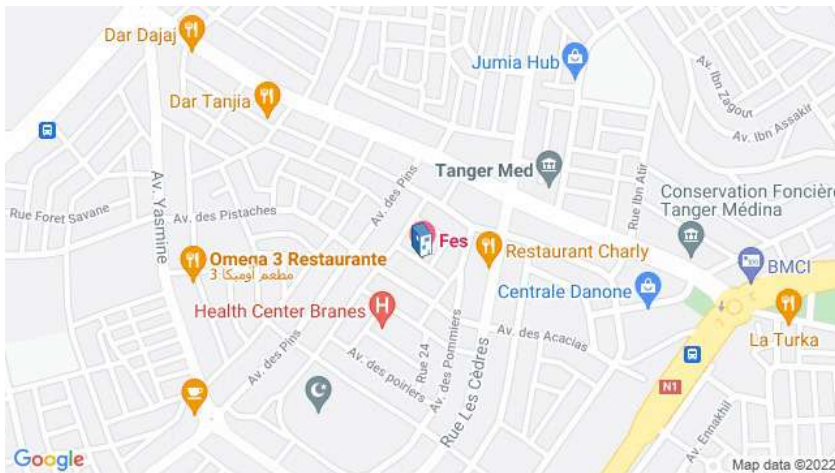 Dar Dajaj
Jumia Hub
Av. Ibn Zagout
Dar Tanjia
Av. Ibn Assakir
Tanger Med
Av. des Pins
Rue Ibn Atir
Conservation Foncière
Tanger Médina
Av. Yasmine
Rue Foret Savane
Av. des Pistaches
Fes
Restaurant Charly
Omega 3 Restaurante
مطعم أوميكا 3
BMCI
Centrale Danone
Health Center Branes
La Turka
Av. des Acacias
Av. des Pins
Av. des poiriers
Rue 24
Av. des Pommiers
Rue Les Cèdres
N1
Av. Ennakhil
Google
Map data ©2022